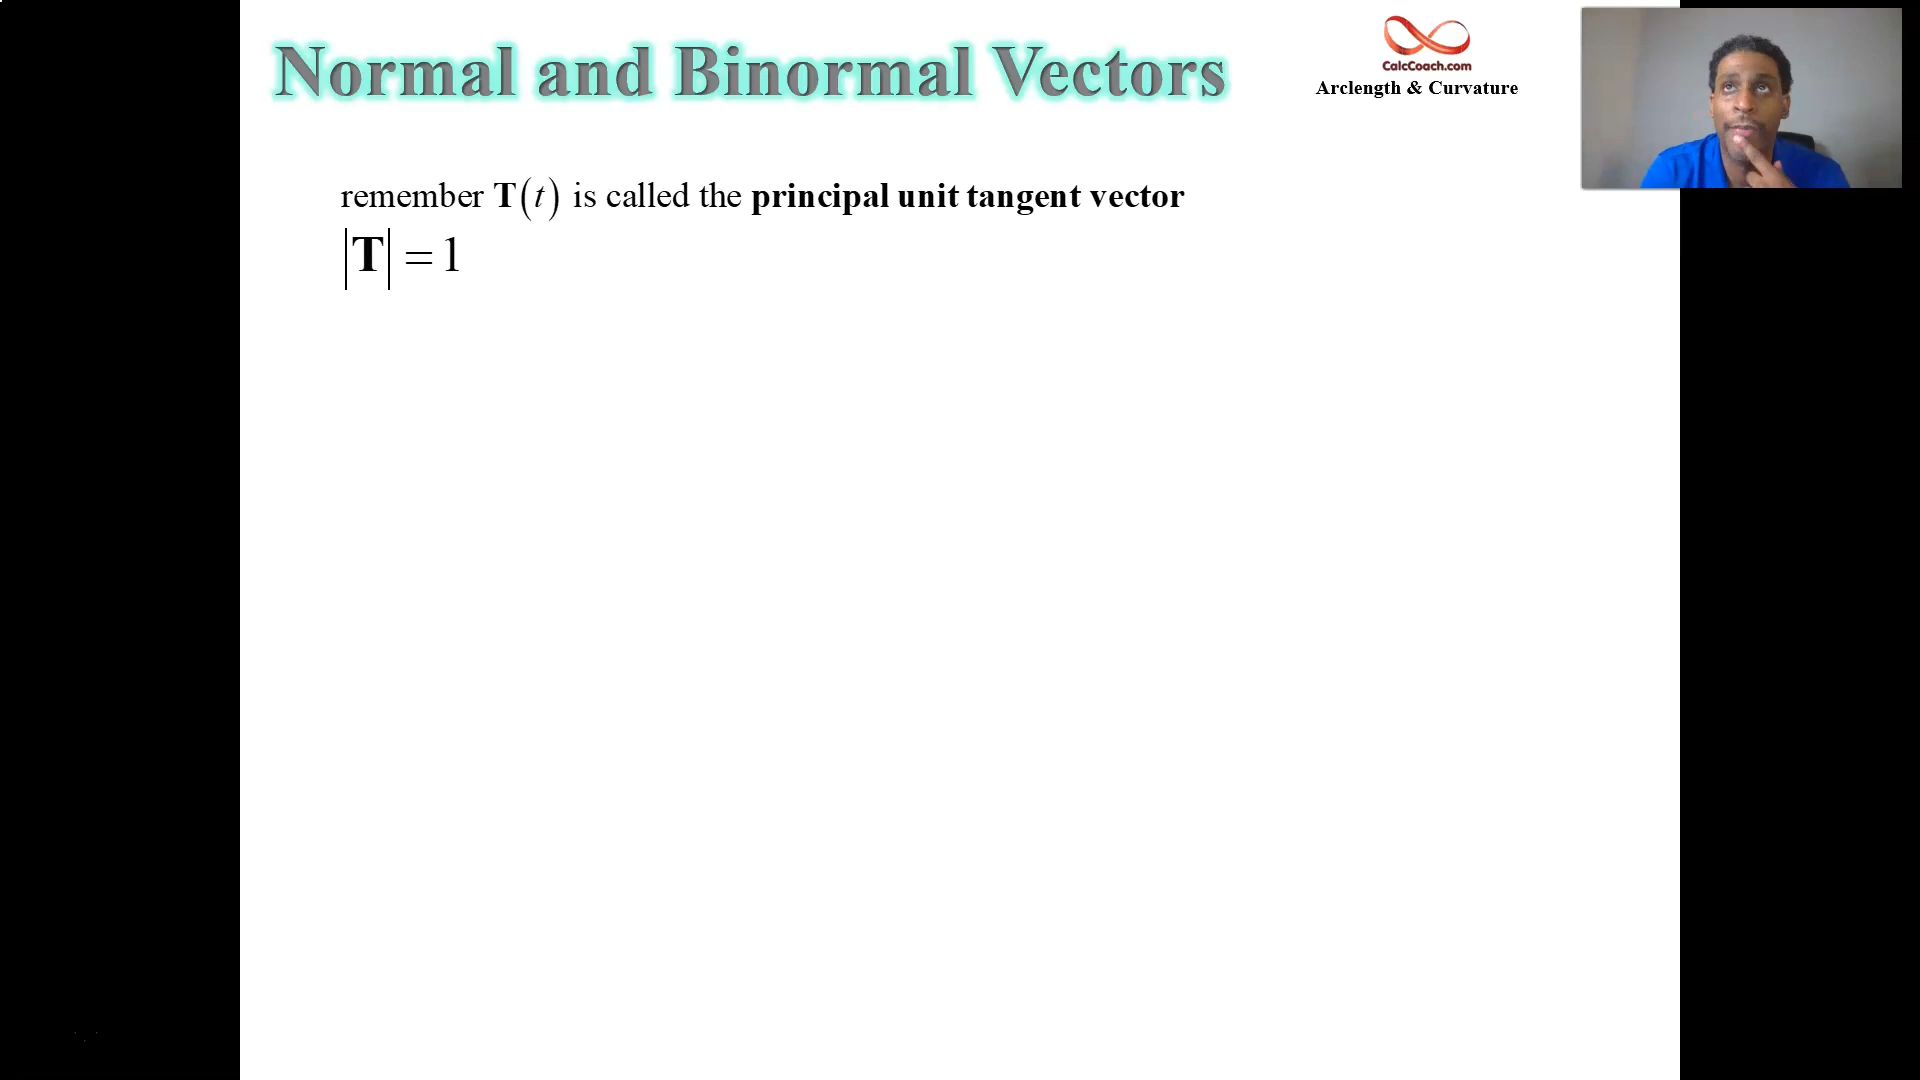 Normal and Binormal Vectors
CalcCoach.com
Arclength & Curvature
remember T(t) is called the principal unit tangent vector
|T| = 1